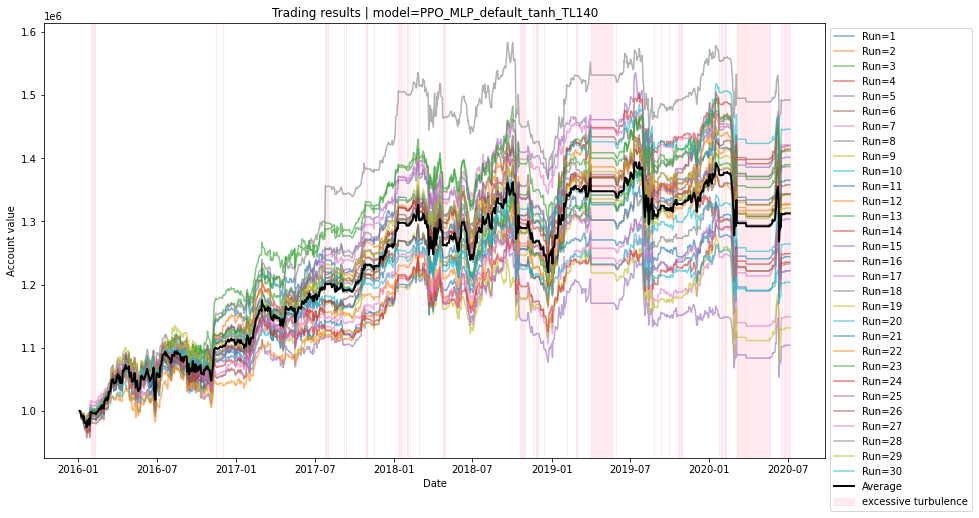 Trading results | model=PPO_MLP_default_tanh_TL140
1e6
1.6
1.5
1.4
1.3
1.2
1.1
1.0
Account value
2016-01 2016-07 2017-01 2017-07 2018-01 2018-07 2019-01 2019-07 2020-01 2020-07
Date
Run=1
Run=2
Run=3
Run=4
Run=5
Run=6
Run=7
Run=8
Run=9
Run=10
Run=11
Run=12
Run=13
Run=14
Run=15
Run=16
Run=17
Run=18
Run=19
Run=20
Run=21
Run=22
Run=23
Run=24
Run=25
Run=26
Run=27
Run=28
Run=29
Run=30
Average
excessive turbulence